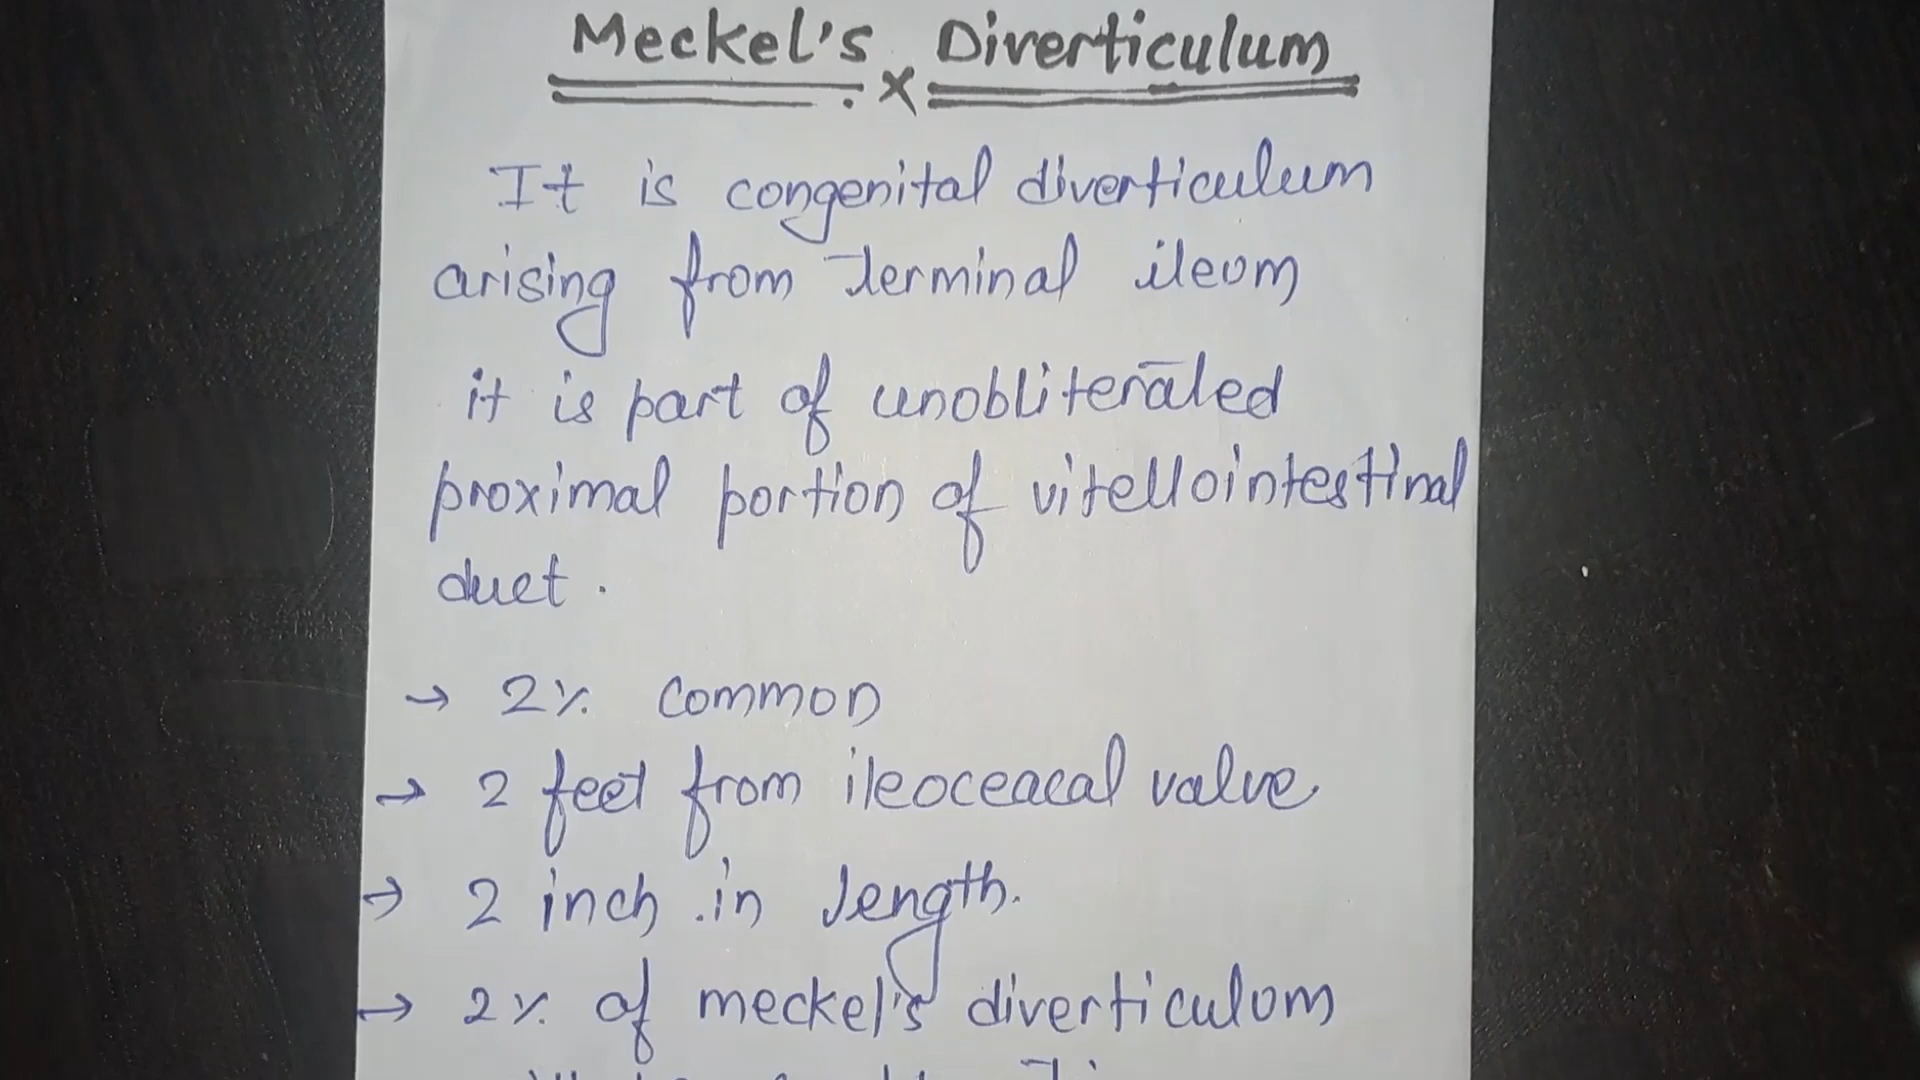 Meckel's Diverticulum
It is congenital diverticulum
arising from terminal ileum
it is part of unobliterated
proximal portion of vitellointestinal
duct.
→ 2% common
→ 2 feet from ileoceacal valve
→ 2 inch in length.
→ 2% of meckel's diverticulum